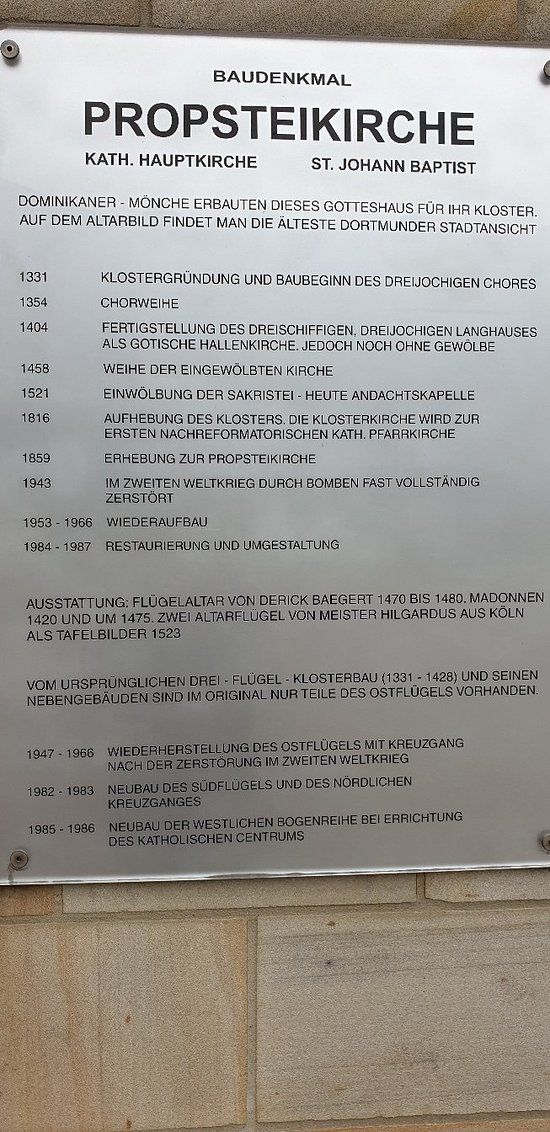 BAUDENKMAL
PROPSTEIKIRCHE
KATH. HAUPTKIRCHE ST. JOHANN BAPTIST
DOMINIKANER - MÖNCHE ERBAUTEN DIESES GOTTESHAUS FÜR IHR KLOSTER.
AUF DEM ALTARBILD FINDET MAN DIE ÄLTESTE DORTMUNDER STADTANSICHT
1331 KLOSTERGRÜNDUNG UND BAUBEGINN DES DREIJOCHIGEN CHORES
1354 CHORWEIHE
1404 FERTIGSTELLUNG DES DREISCHIFFIGEN, DREIJOCHIGEN LANGHAUSES
ALS GOTISCHE HALLENKIRCHE. JEDOCH NOCH OHNE GEWÖLBE
1458 WEIHE DER EINGEWÖLBTEN KIRCHE
1521 EINWÖLBUNG DER SAKRISTEI - HEUTE ANDACHTSKAPELLE
1816 AUFHEBUNG DES KLOSTERS. DIE KLOSTERKIRCHE WIRD ZUR
ERSTEN NACHREFORMATORISCHEN KATH. PFARRKIRCHE
1859 ERHEBUNG ZUR PROPSTEIKIRCHE
1943 IM ZWEITEN WELTKRIEG DURCH BOMBEN FAST VOLLSTÄNDIG
ZERSTÖRT
1953 - 1966 WIEDERAUFBAU
1984 - 1987 RESTAURIERUNG UND UMGESTALTUNG
AUSSTATTUNG: FLÜGELALTAR VON DERICK BAEGERT 1470 BIS 1480. MADONNEN
1420 UND UM 1475. ZWEI ALTARFLÜGEL VON MEISTER HILGARDUS AUS KÖLN
ALS TAFELBILDER 1523
VOM URSPRÜNGLICHEN DREI - FLÜGEL - KLOSTERBAU (1331 - 1428) UND SEINEN
NEBENGEBÄUDEN SIND IM ORIGINAL NUR TEILE DES OSTFLÜGELS VORHANDEN.
1947 - 1966 WIEDERHERSTELLUNG DES OSTFLÜGELS MIT KREUZGANG
NACH DER ZERSTÖRUNG IM ZWEITEN WELTKRIEG
1982 - 1983 NEUBAU DES SÜDFLÜGELS UND DES NÖRDLICHEN
KREUZGANGES
1985 - 1986 NEUBAU DER WESTLICHEN BOGENREIHE BEI ERRICHTUNG
DES KATHOLISCHEN CENTRUMS